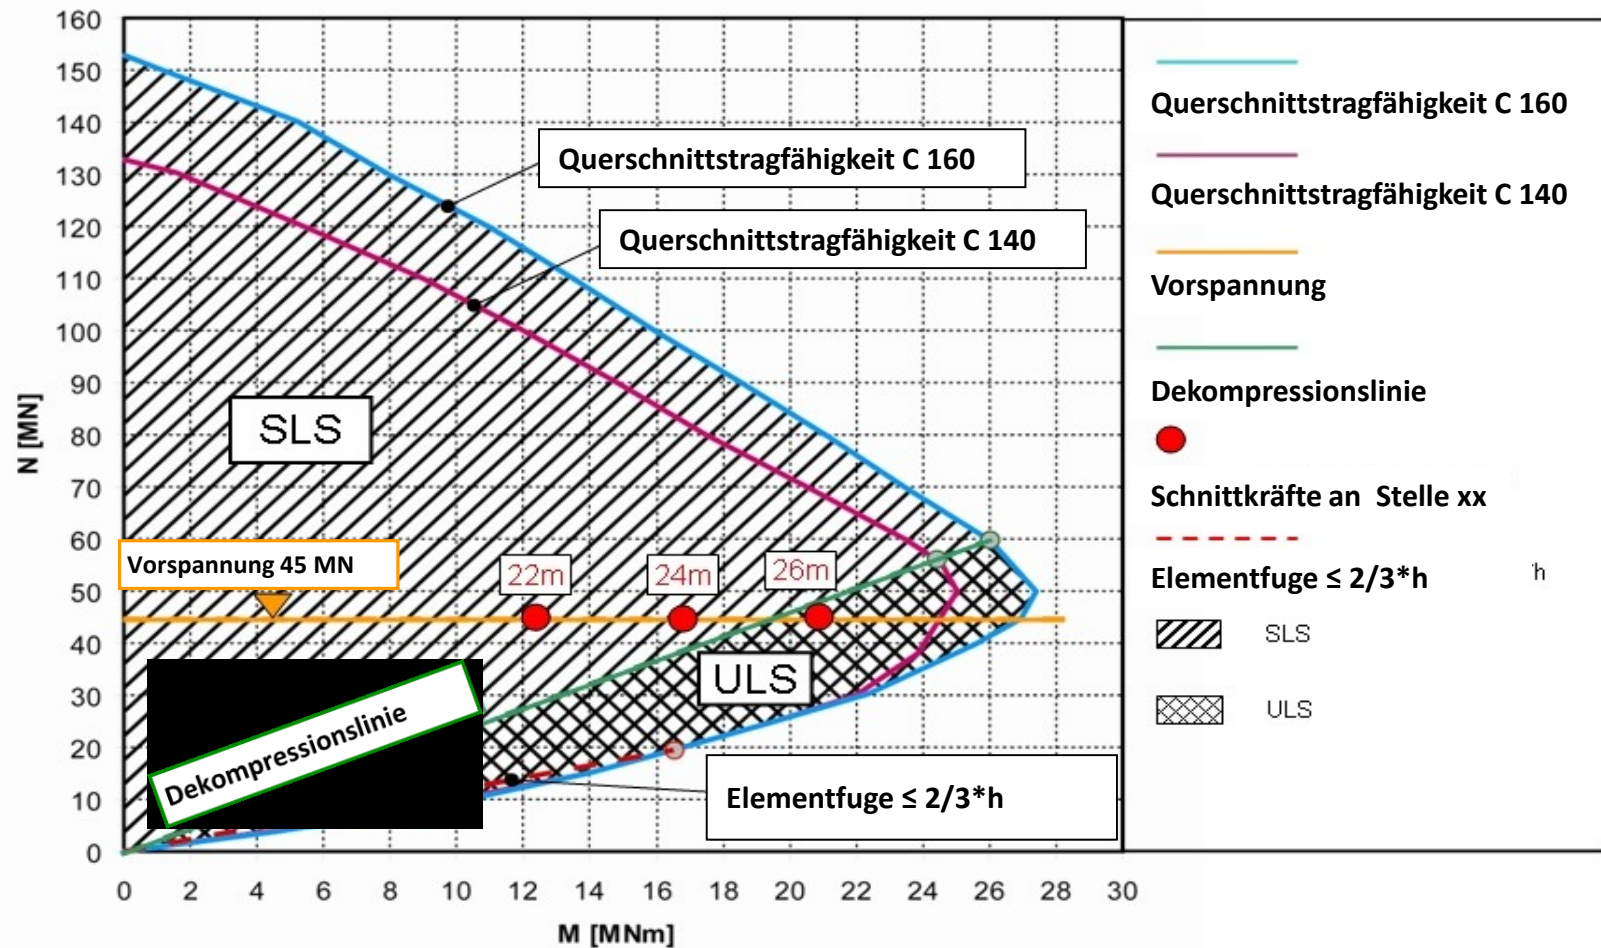 160
150
140
130
120
110
100
90
80
70
60
50
40
30
20
10
0
N [MN]
0 2 4 6 8 10 12 14 16 18 20 22 24 26 28 30
M [MNm]
Querschnittstragfähigkeit C 160
Querschnittstragfähigkeit C 140
SLS
Vorspannung 45 MN
22m 24m 26m
ULS
Dekompressionslinie
Elementfuge ≤ 2/3*h
Querschnittstragfähigkeit C 160
Querschnittstragfähigkeit C 140
Vorspannung
Dekompressionslinie
Schnittkräfte an Stelle xx
Elementfuge ≤ 2/3*h h
SLS
ULS